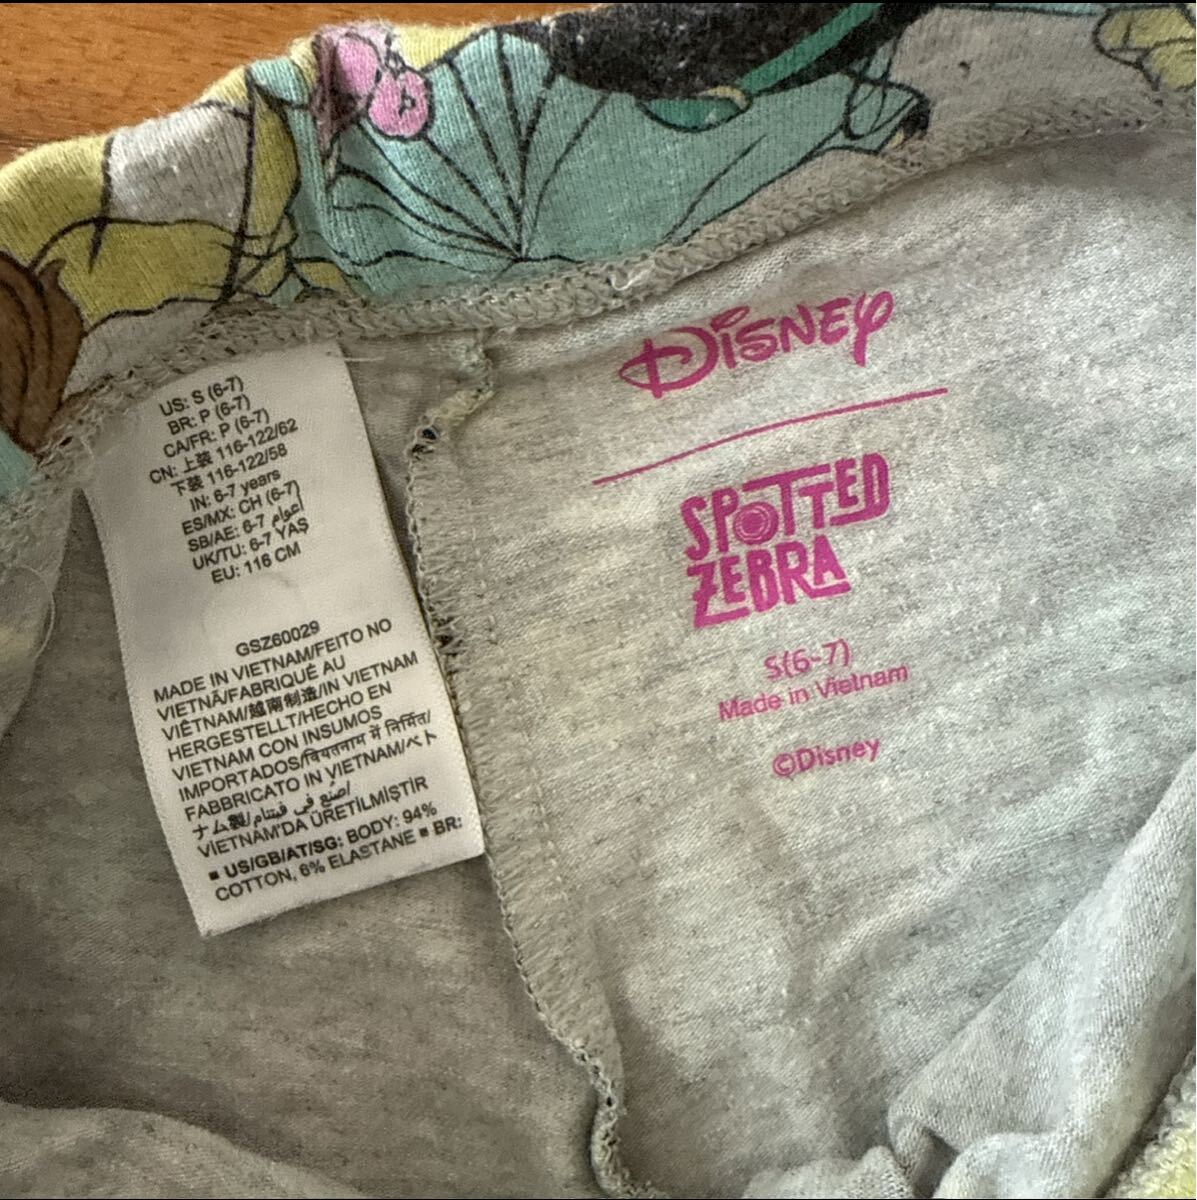 US: S (6-7)
BR: P (6-7)
CA/FR: P (6-7)
CN: 上装 116-122/62
下装 116-122/58
IN: 6-7 years
ES/MX: CH (6-7)
SB/AE: 6-7 أعوام
UK/TU: 6-7 YAŞ
EU: 116 CM
GSZ60029
MADE IN VIETNAM/FEITO NO
VIETNÃ/FABRIQUÉ AU
VIÊTNAM/越南制造/IN VIETNAM
HERGESTELLT/HECHO EN
VIETNAM CON INSUMOS
IMPORTADOS/वियतनाम में निर्मित/
FABBRICATO IN VIETNAM/ベト
ナム製/صنع في فيتنام/
VIETNAM'DA ÜRETİLMİŞTİR
■ US/GB/AT/SG: BODY: 94%
COTTON, 6% ELASTANE ■ BR:
Disney
SPOTTED
ZEBRA
S(6-7)
Made in Vietnam
©Disney